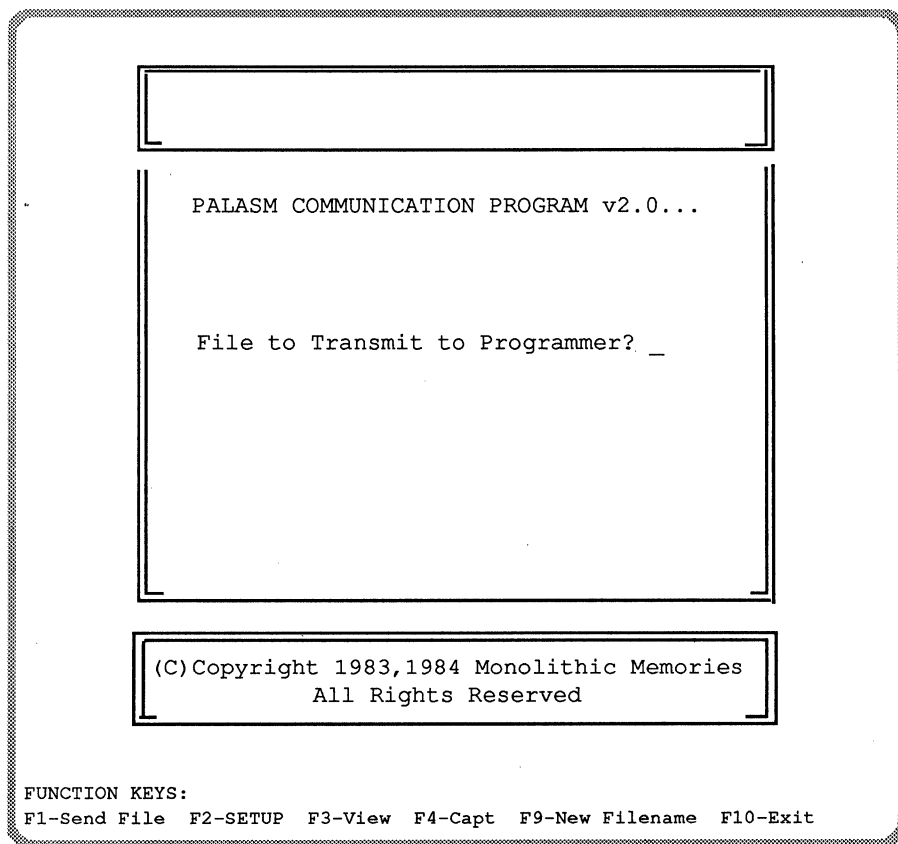 PALASM COMMUNICATION PROGRAM v2.0...
File to Transmit to Programmer? _
(C)Copyright 1983,1984 Monolithic Memories
All Rights Reserved
FUNCTION KEYS:
F1-Send File F2-SETUP F3-View F4-Capt F9-New Filename F10-Exit